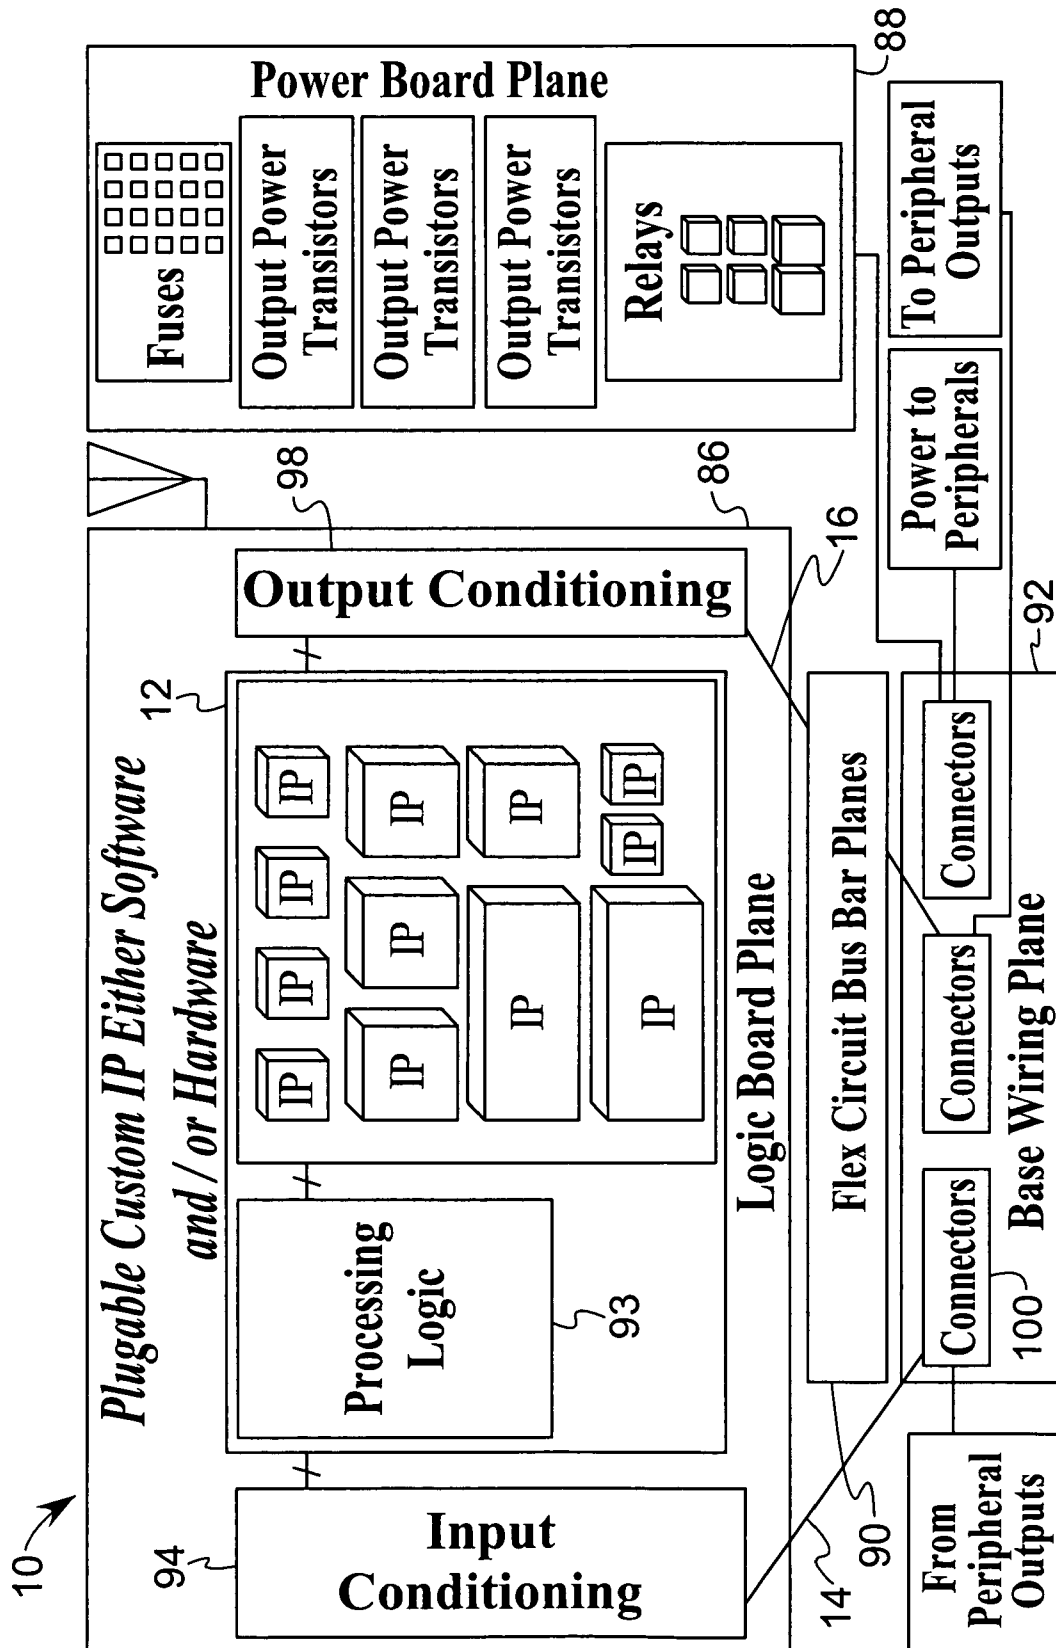 10
Plugable Custom IP Either Software
and / or Hardware
94
Input
Conditioning
Processing
Logic
93
12
IP
IP
IP
IP
IP
IP
IP
IP
IP
IP
IP
IP
Output Conditioning
98
Logic Board Plane
86
Fuses
Output Power
Transistors
Output Power
Transistors
Output Power
Transistors
Relays
Power Board Plane
88
14
90
Flex Circuit Bus Bar Planes
16
From
Peripheral
Outputs
Connectors
100
Connectors
Connectors
Base Wiring Plane
92
Power to
Peripherals
To Peripheral
Outputs